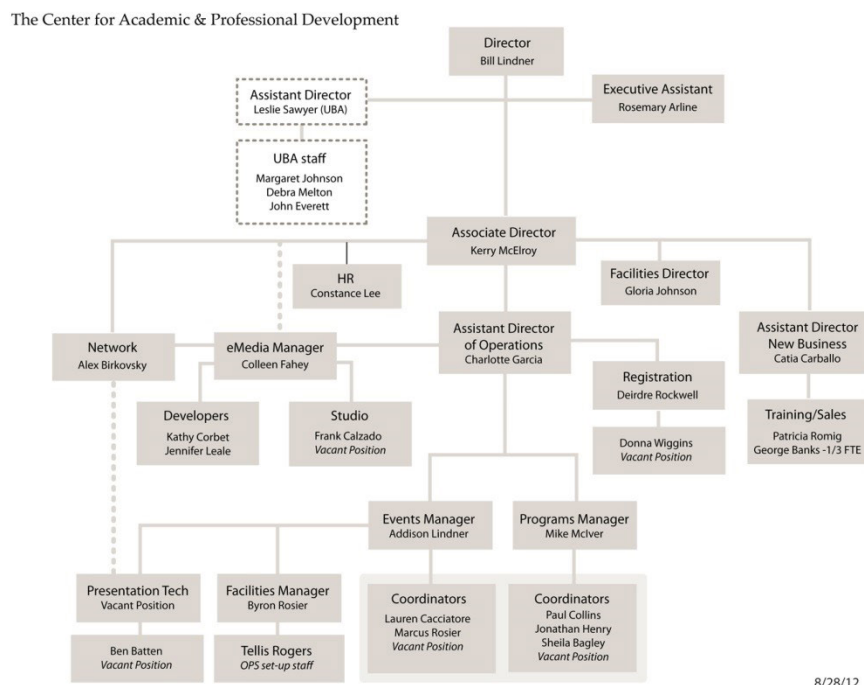 The Center for Academic & Professional Development
Director
Bill Lindner
Assistant Director
Leslie Sawyer (UBA)
Executive Assistant
Rosemary Arline
UBA staff
Margaret Johnson
Debra Melton
John Everett
Associate Director
Kerry McElroy
HR
Constance Lee
Facilities Director
Gloria Johnson
Network
Alex Birkovsky
eMedia Manager
Colleen Fahey
Assistant Director
of Operations
Charlotte Garcia
Assistant Director
New Business
Catia Carballo
Registration
Deirdre Rockwell
Developers
Kathy Corbet
Jennifer Leale
Studio
Frank Calzado
Vacant Position
Donna Wiggins
Vacant Position
Training/Sales
Patricia Romig
George Banks -1/3 FTE
Events Manager
Addison Lindner
Programs Manager
Mike McIver
Presentation Tech
Vacant Position
Facilities Manager
Byron Rosier
Coordinators
Lauren Cacciatore
Marcus Rosier
Vacant Position
Coordinators
Paul Collins
Jonathan Henry
Sheila Bagley
Vacant Position
Ben Batten
Vacant Position
Tellis Rogers
OPS set-up staff
8/28/12